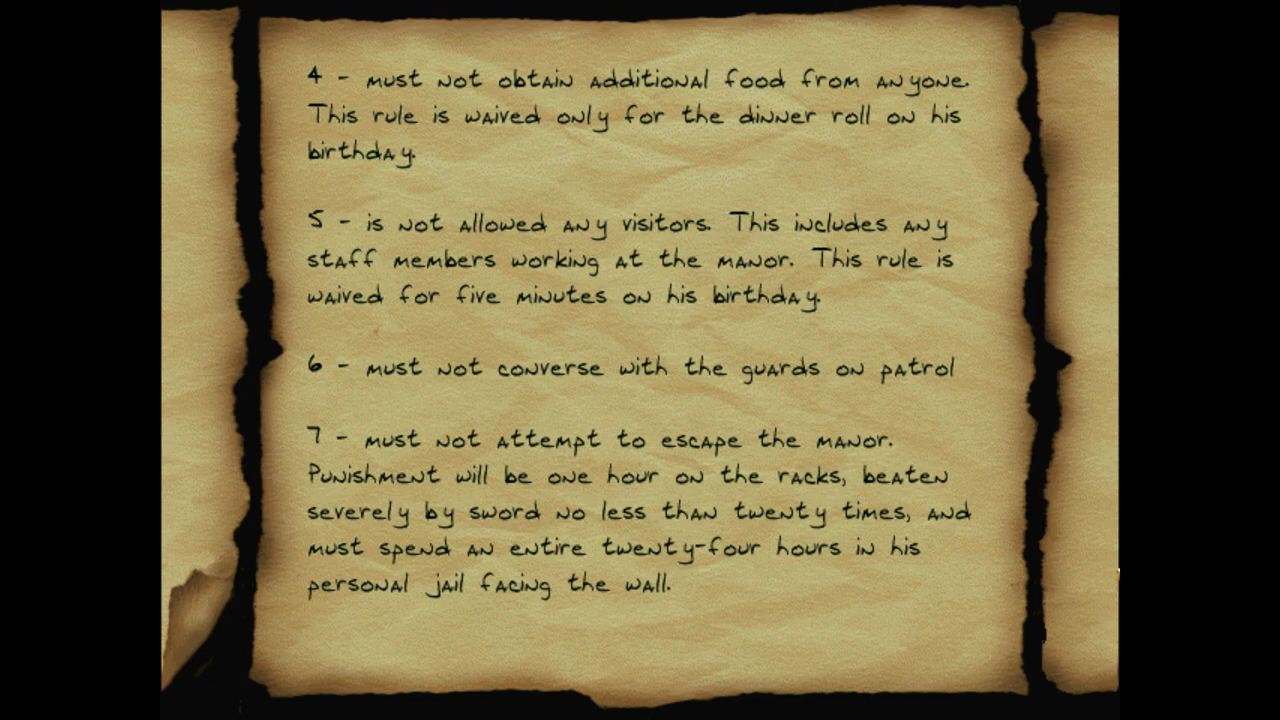 4 - must not obtain additional food from anyone.
This rule is waived only for the dinner roll on his
birthday.
5 - is not allowed any visitors. This includes any
staff members working at the manor. This rule is
waived for five minutes on his birthday.
6 - must not converse with the guards on patrol
7 - must not attempt to escape the manor.
Punishment will be one hour on the racks, beaten
severely by sword no less than twenty times, and
must spend an entire twenty-four hours in his
personal jail facing the wall.